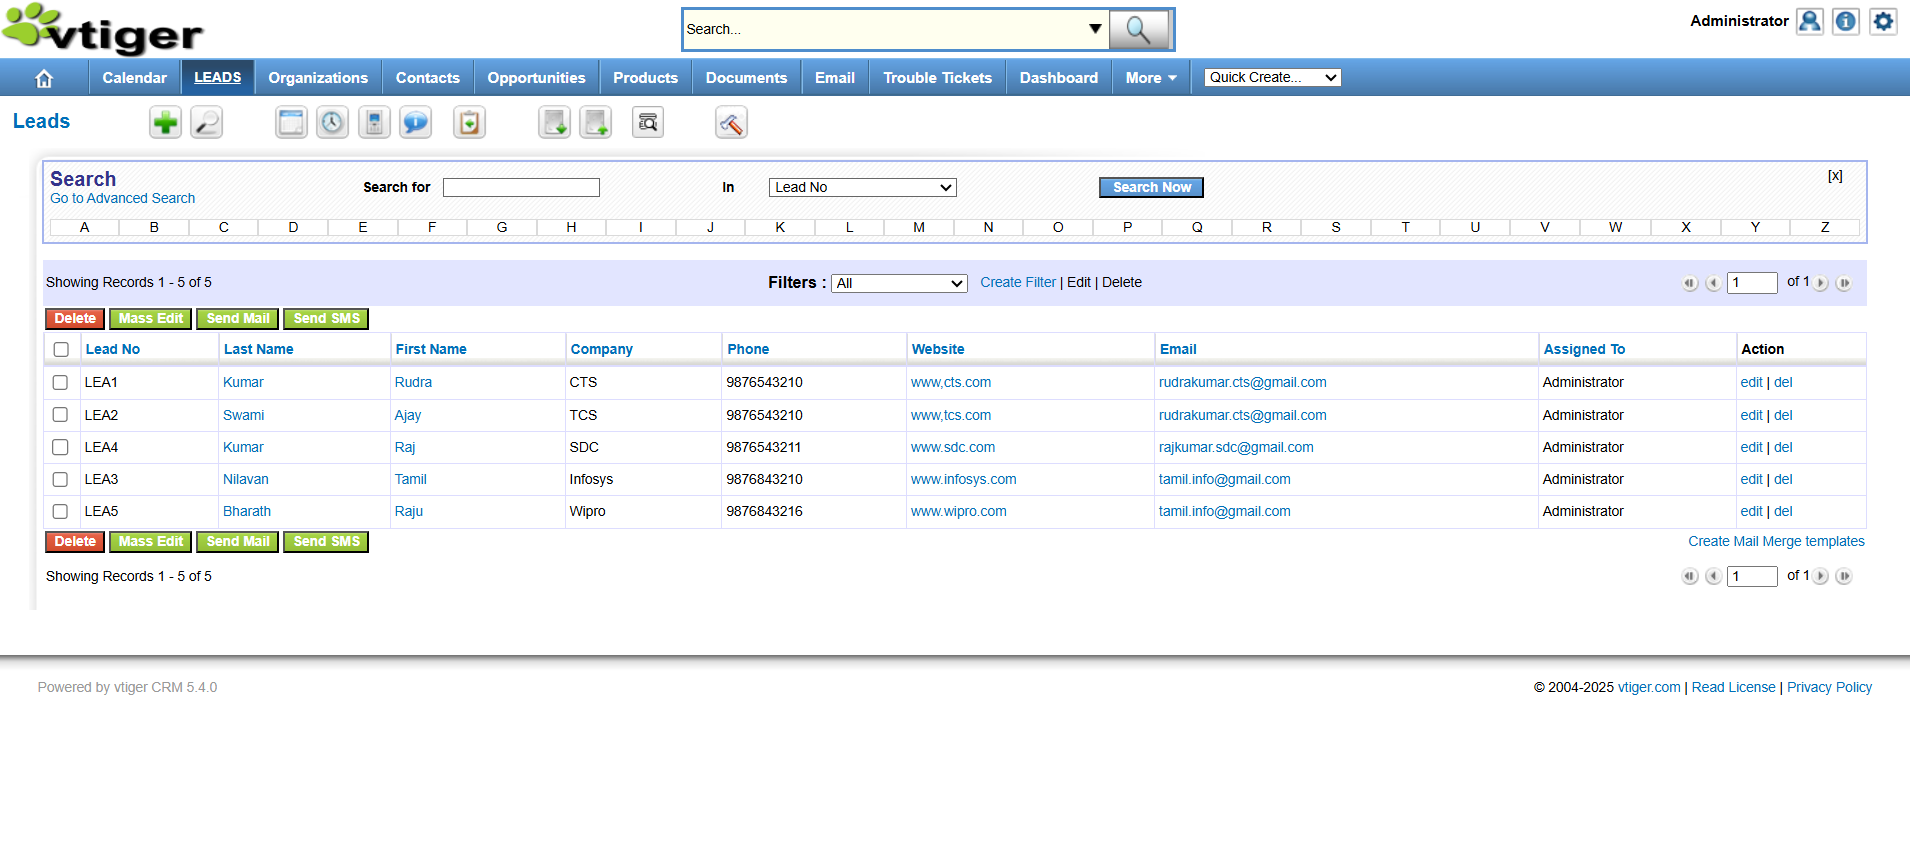 vtiger
Search...
Administrator
Calendar LEADS Organizations Contacts Opportunities Products Documents Email Trouble Tickets Dashboard More Quick Create...
Leads
Search
Go to Advanced Search
Search for In Lead No Search Now [x]
A B C D E F G H I J K L M N O P Q R S T U V W X Y Z
Showing Records 1 - 5 of 5 Filters : All Create Filter | Edit | Delete 1 of 1
Delete Mass Edit Send Mail Send SMS
Lead No Last Name First Name Company Phone Website Email Assigned To Action
LEA1 Kumar Rudra CTS 9876543210 www,cts.com rudrakumar.cts@gmail.com Administrator edit | del
LEA2 Swami Ajay TCS 9876543210 www,tcs.com rudrakumar.cts@gmail.com Administrator edit | del
LEA4 Kumar Raj SDC 9876543211 www.sdc.com rajkumar.sdc@gmail.com Administrator edit | del
LEA3 Nilavan Tamil Infosys 9876843210 www.infosys.com tamil.info@gmail.com Administrator edit | del
LEA5 Bharath Raju Wipro 9876843216 www.wipro.com tamil.info@gmail.com Administrator edit | del
Delete Mass Edit Send Mail Send SMS Create Mail Merge templates
Showing Records 1 - 5 of 5 1 of 1
Powered by vtiger CRM 5.4.0 © 2004-2025 vtiger.com | Read License | Privacy Policy